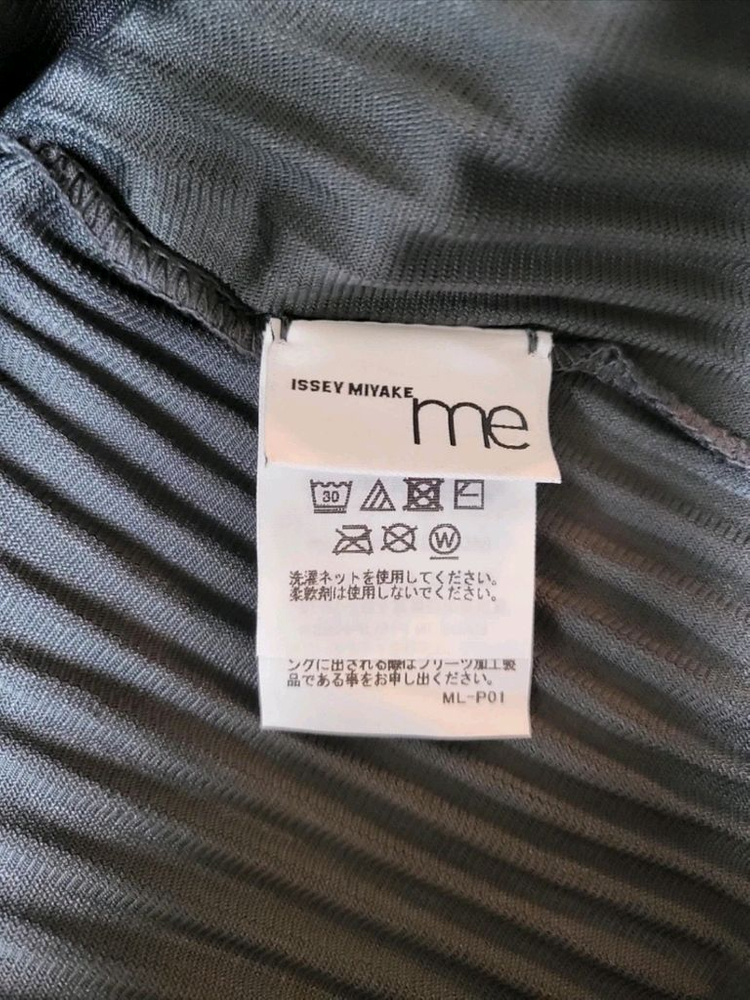 ISSEY MIYAKE
me
30
W
洗濯ネットを使用してください。
柔軟剤は使用しないでください。
ングに出される際はプリーツ加工製
品である事をお申し出ください。
ML-P01